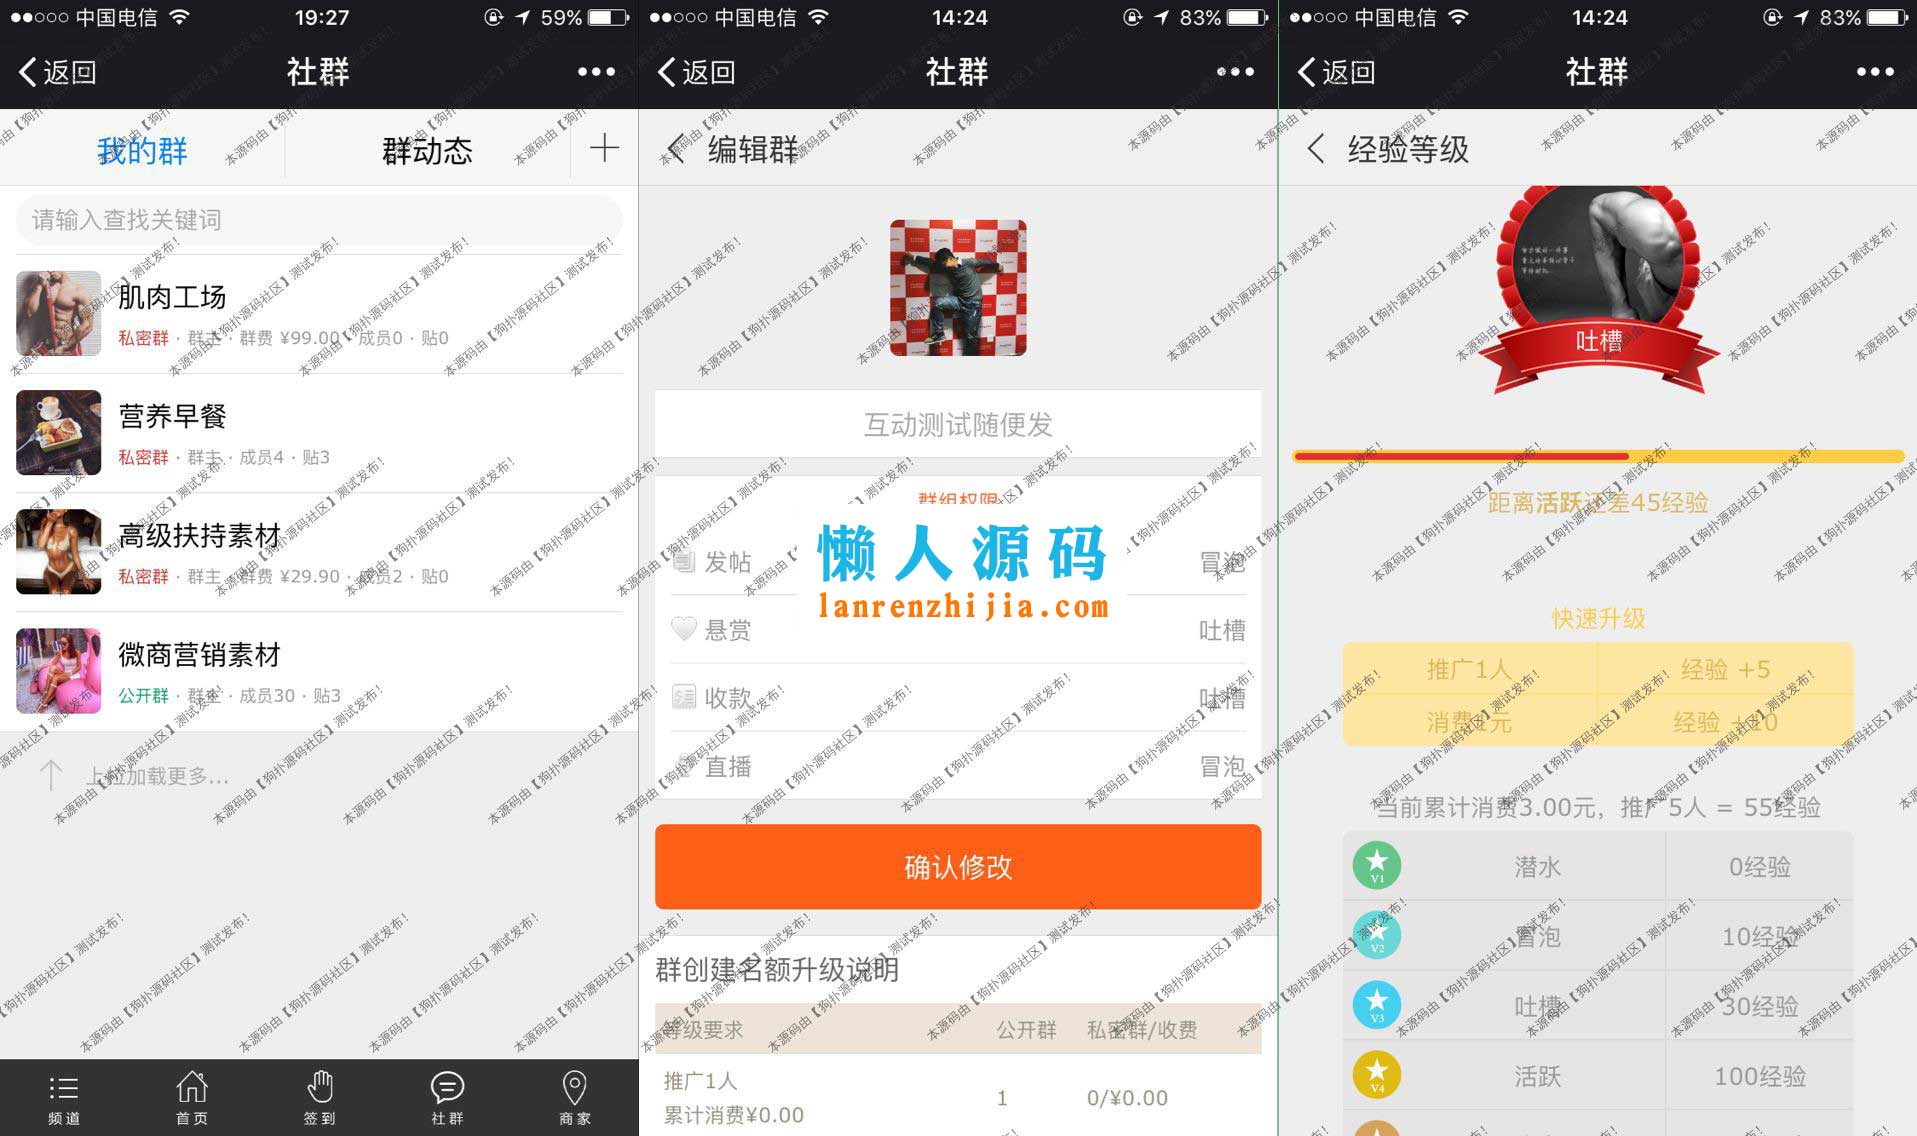 中国电信 19:27 59%
返回 社群
我的群 群动态
请输入查找关键词
肌肉工场
私密群 · 群主 · 群费 ¥99.00 · 成员0 · 贴0
营养早餐
私密群 · 群主 · 成员4 · 贴3
高级扶持素材
私密群 · 群主 · 群费 ¥29.90 · 成员2 · 贴0
微商营销素材
公开群 · 群主 · 成员30 · 贴3
上拉加载更多...
频道 首页 签到 社群 商家
中国电信 14:24 83%
返回 社群
编辑群
互动测试随便发
群组权限
发帖 冒泡
悬赏 吐槽
收款 吐槽
直播 冒泡
懒人源码
lanrenzhijia.com
确认修改
群创建名额升级说明
等级要求 公开群 私密群/收费
推广1人
累计消费¥0.00 1 0/¥0.00
中国电信 14:24 83%
返回 社群
经验等级
吐槽
距离活跃还差45经验
快速升级
推广1人 经验 +5
消费1元 经验 +10
当前累计消费3.00元, 推广5人 = 55经验
V1 潜水 0经验
V2 冒泡 10经验
V3 吐槽 30经验
V4 活跃 100经验
本源码由【狗扑源码社区】测试发布！